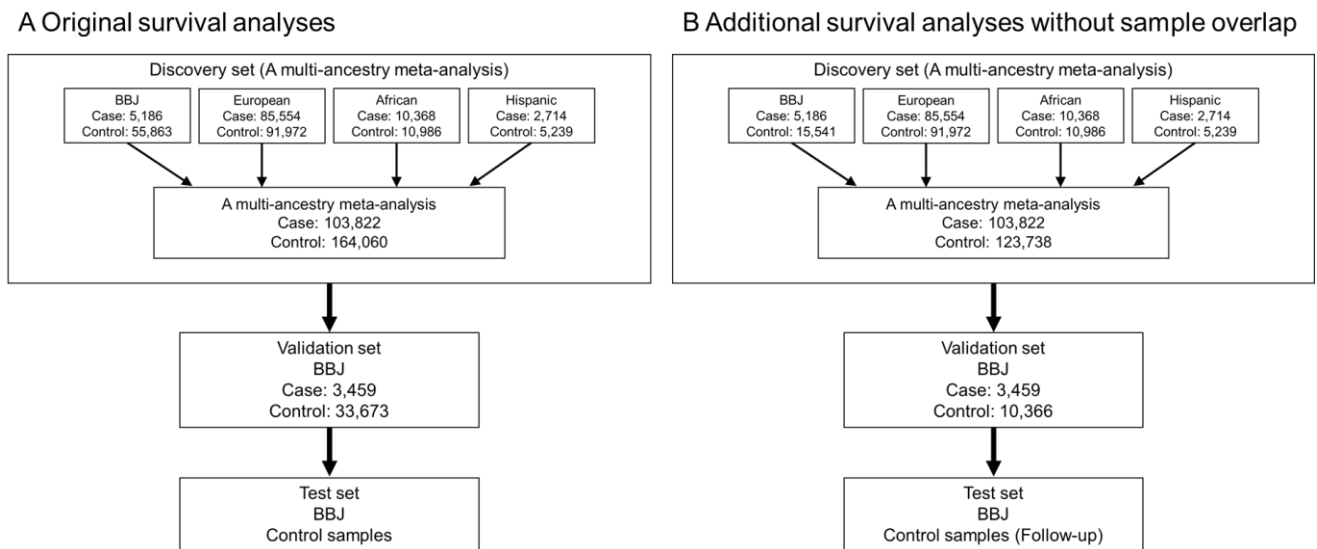 A Original survival analyses
Discovery set (A multi-ancestry meta-analysis)
BBJ
Case: 5,186
Control: 55,863
European
Case: 85,554
Control: 91,972
African
Case: 10,368
Control: 10,986
Hispanic
Case: 2,714
Control: 5,239
A multi-ancestry meta-analysis
Case: 103,822
Control: 164,060
Validation set
BBJ
Case: 3,459
Control: 33,673
Test set
BBJ
Control samples
B Additional survival analyses without sample overlap
Discovery set (A multi-ancestry meta-analysis)
BBJ
Case: 5,186
Control: 15,541
European
Case: 85,554
Control: 91,972
African
Case: 10,368
Control: 10,986
Hispanic
Case: 2,714
Control: 5,239
A multi-ancestry meta-analysis
Case: 103,822
Control: 123,738
Validation set
BBJ
Case: 3,459
Control: 10,366
Test set
BBJ
Control samples (Follow-up)